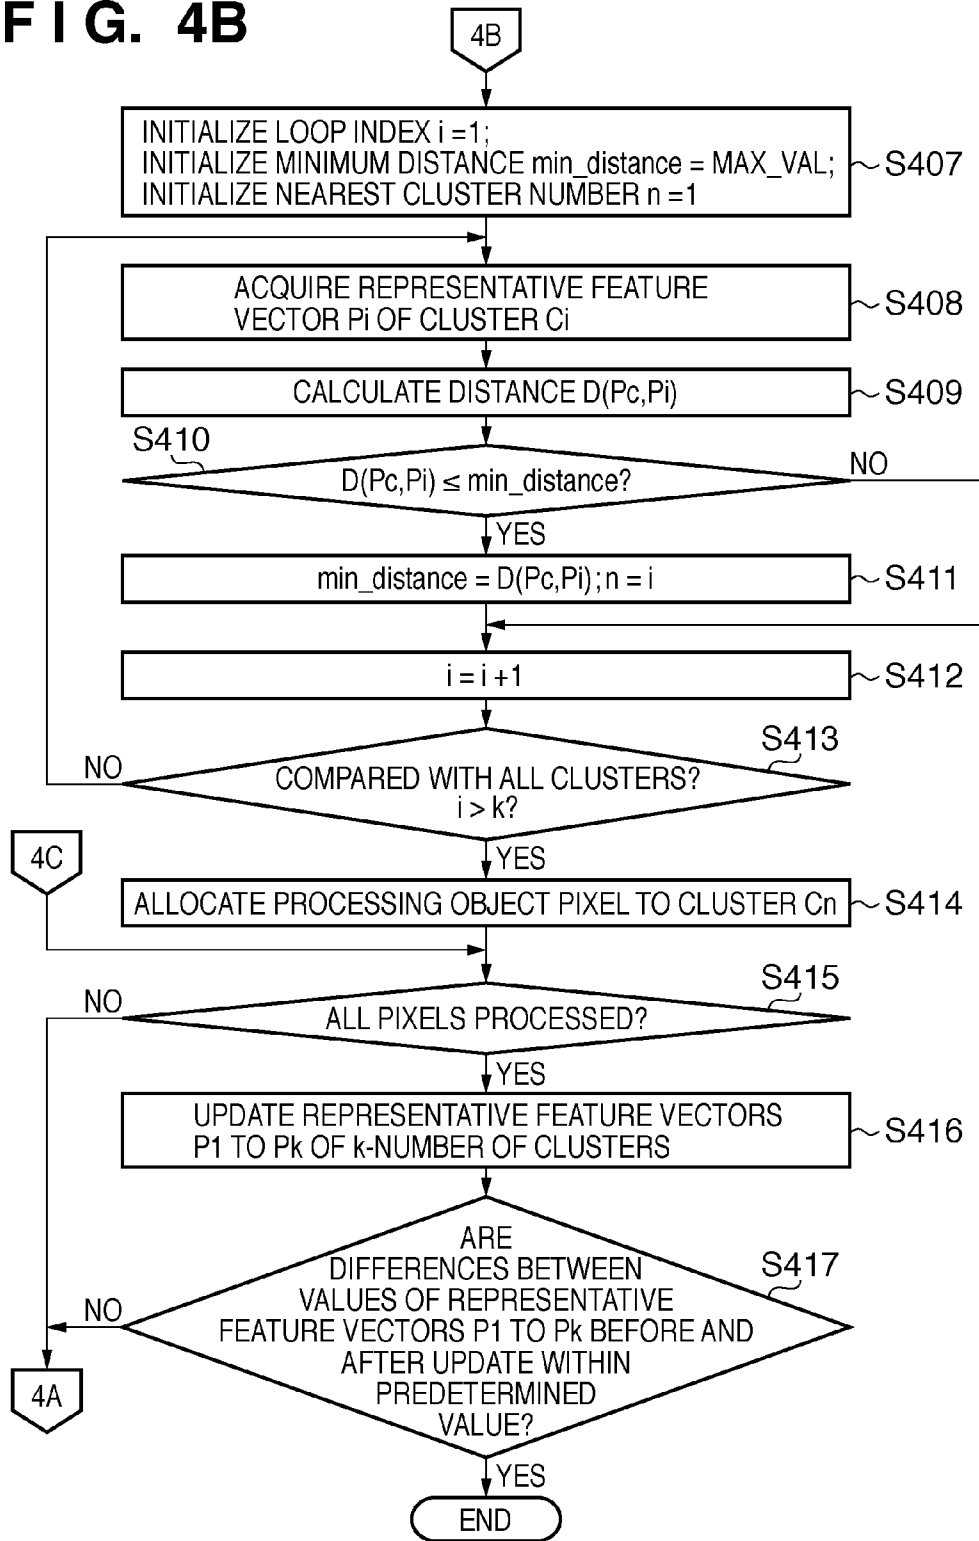 FIG. 4B
4B
INITIALIZE LOOP INDEX i =1;
INITIALIZE MINIMUM DISTANCE min_distance = MAX_VAL;
INITIALIZE NEAREST CLUSTER NUMBER n =1
S407
ACQUIRE REPRESENTATIVE FEATURE
VECTOR Pi OF CLUSTER Ci
S408
CALCULATE DISTANCE D(Pc,Pi)
S409
S410
D(Pc,Pi) ≤ min_distance?
NO
YES
min_distance = D(Pc,Pi) ; n = i
S411
i = i +1
S412
S413
NO
COMPARED WITH ALL CLUSTERS?
i > k?
YES
4C
ALLOCATE PROCESSING OBJECT PIXEL TO CLUSTER Cn
S414
S415
NO
ALL PIXELS PROCESSED?
YES
UPDATE REPRESENTATIVE FEATURE VECTORS
P1 TO Pk OF k-NUMBER OF CLUSTERS
S416
S417
ARE
DIFFERENCES BETWEEN
VALUES OF REPRESENTATIVE
FEATURE VECTORS P1 TO Pk BEFORE AND
AFTER UPDATE WITHIN
PREDETERMINED
VALUE?
NO
4A
YES
END